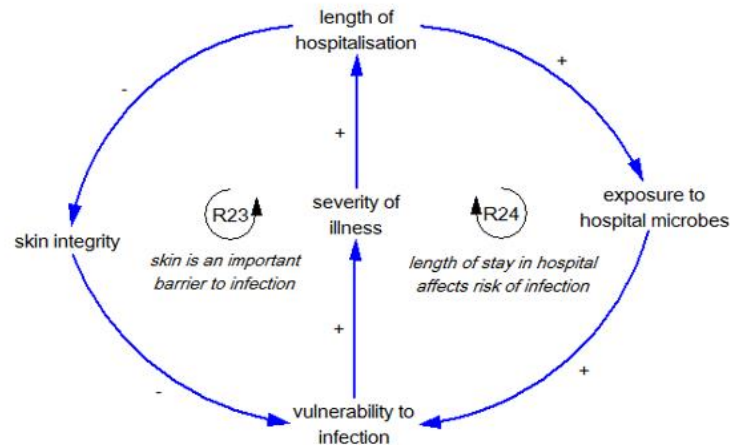 length of
hospitalisation
-
+
+
R23
severity of
illness
R24
exposure to
hospital microbes
skin integrity
skin is an important
barrier to infection
length of stay in hospital
affects risk of infection
+
-
+
vulnerability to
infection